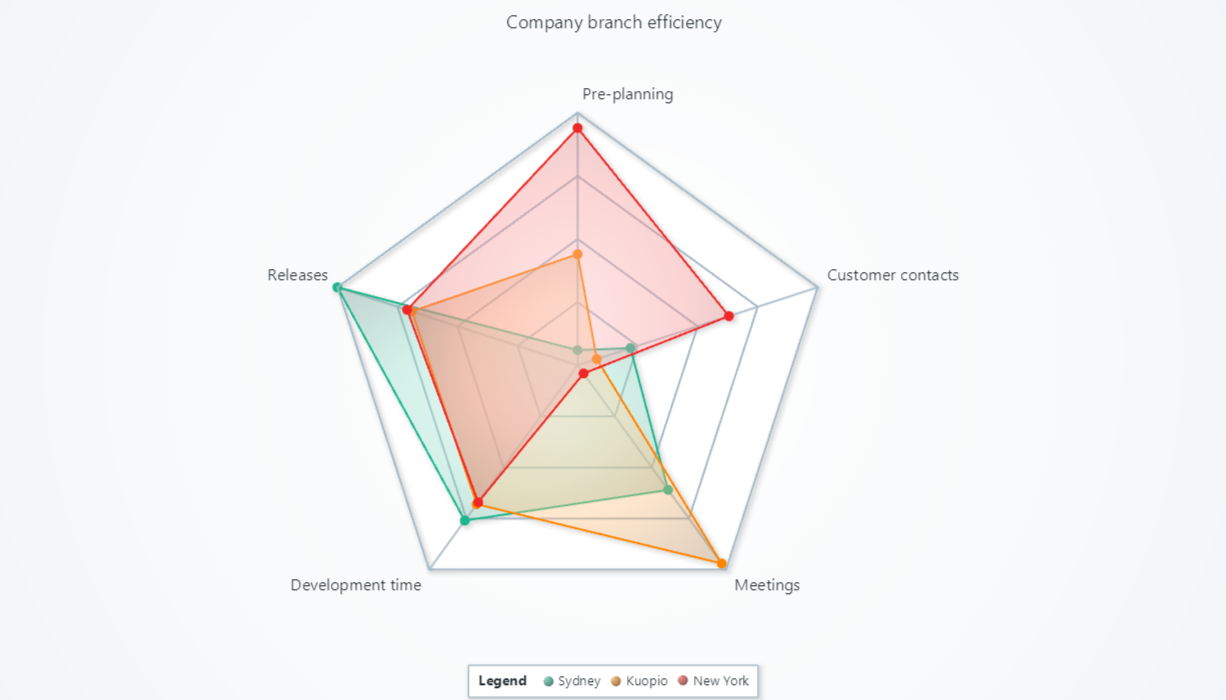 Company branch efficiency
Pre-planning
Releases
Customer contacts
Development time
Meetings
Legend Sydney Kuopio New York